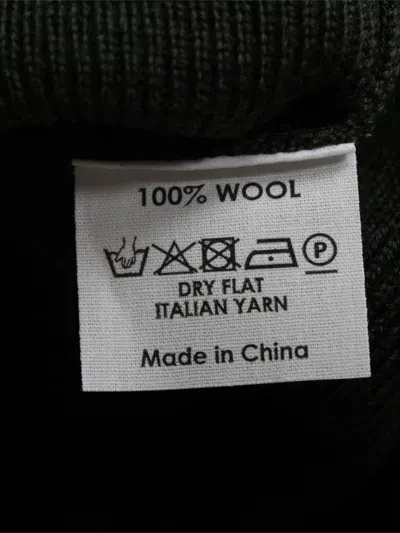 100% WOOL
P
DRY FLAT
ITALIAN YARN
Made in China